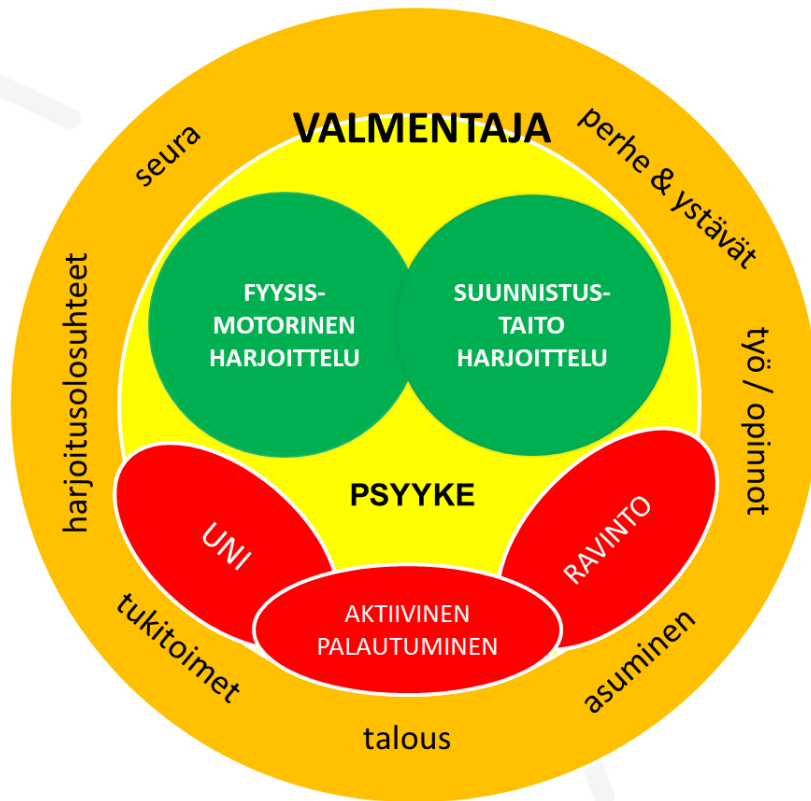 VALMENTAJA
seura
perhe & ystävät
harjoitusolosuhteet
FYYSIS-
MOTORINEN
HARJOITTELU
SUUNNISTUS-
TAITO
HARJOITTELU
työ / opinnot
PSYYKE
UNI
RAVINTO
AKTIIVINEN
PALAUTUMINEN
tukitoimet
asuminen
talous